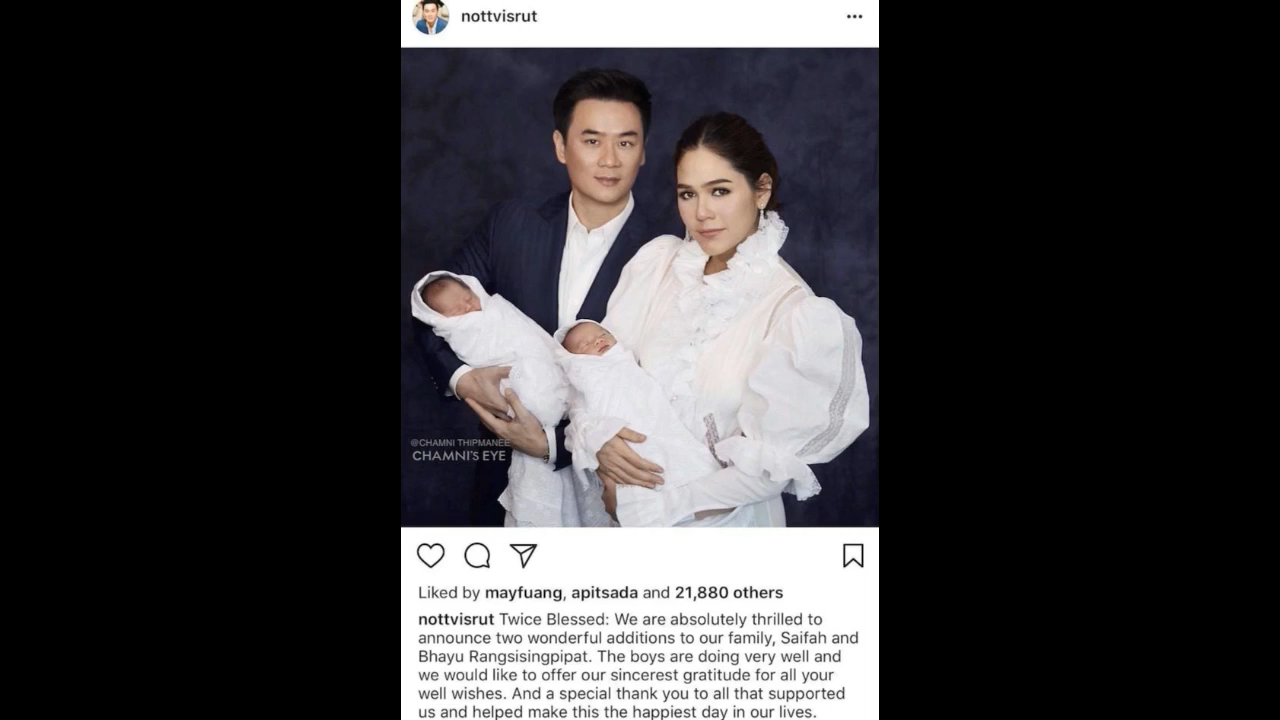 nottvisrut
@CHAMNI THIPMANEE
CHAMNI'S EYE
Liked by mayfuang, apitsada and 21,880 others
nottvisrut Twice Blessed: We are absolutely thrilled to
announce two wonderful additions to our family, Saifah and
Bhayu Rangsisingpipat. The boys are doing very well and
we would like to offer our sincerest gratitude for all your
well wishes. And a special thank you to all that supported
us and helped make this the happiest day in our lives.